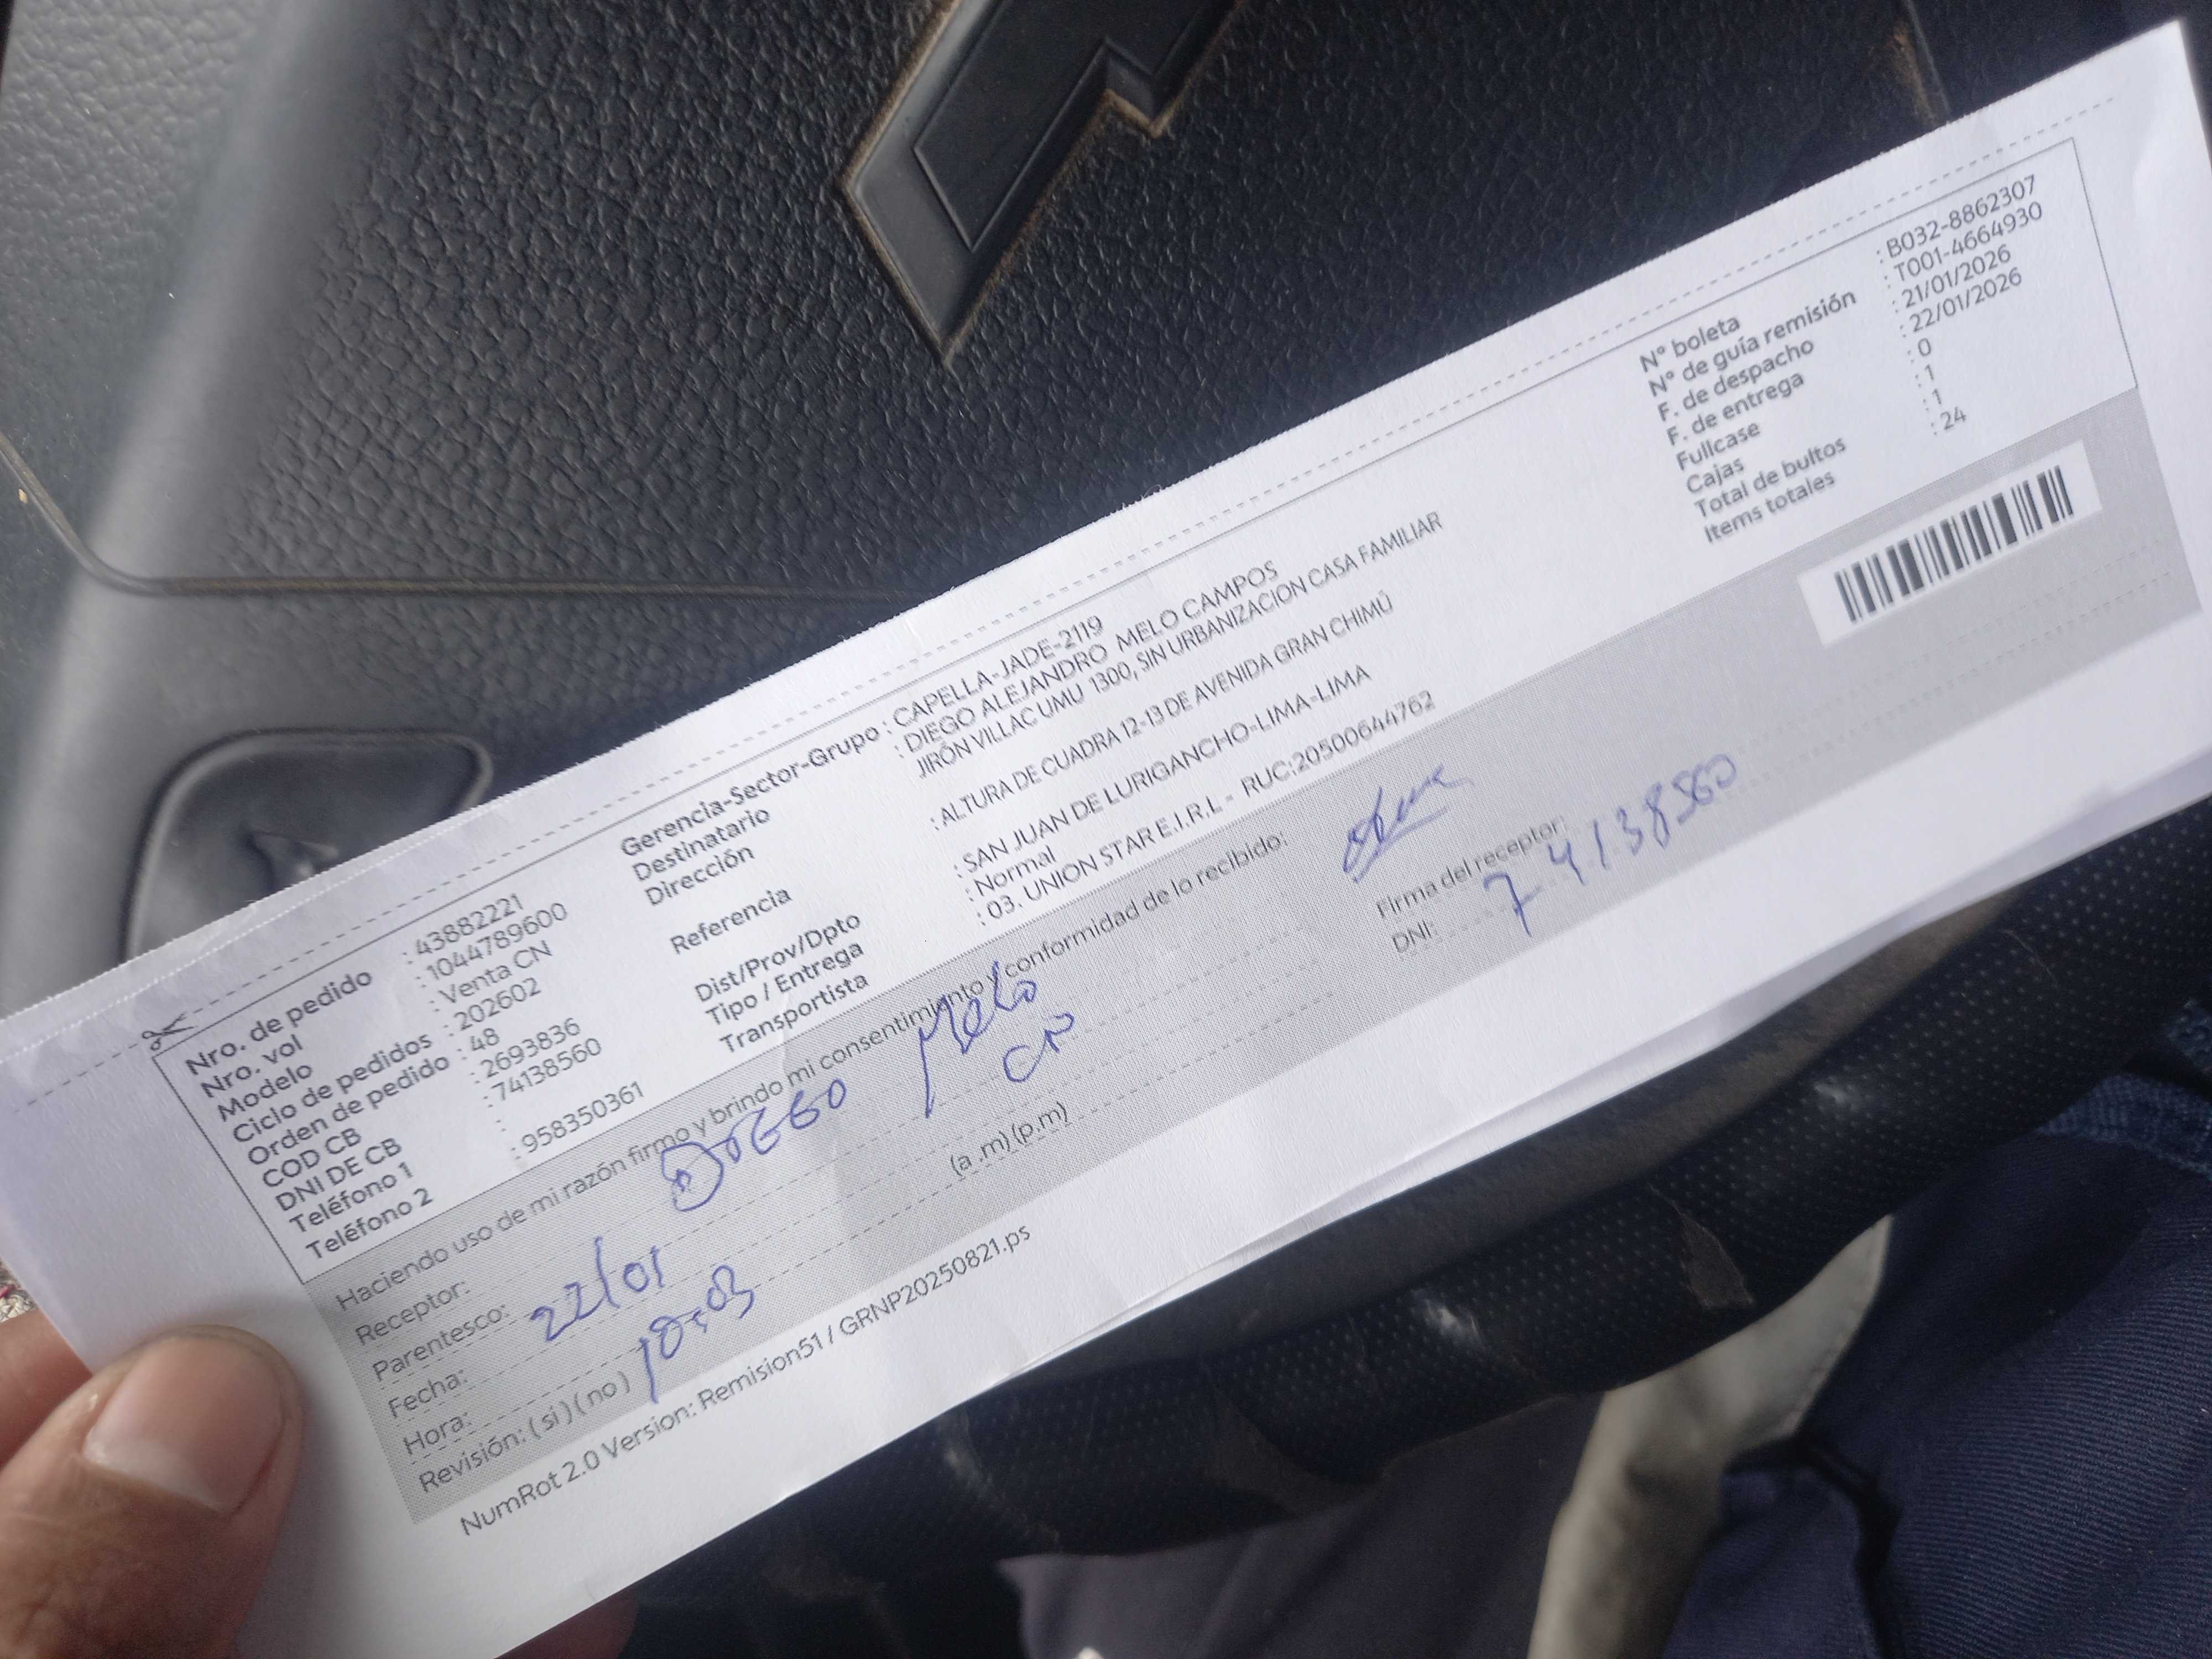 Nro. de pedido : 43882221
Nro. vol : 1044789600
Modelo : Venta CN
Ciclo de pedidos : 202602
Orden de pedido : 48
COD CB : 2693836
DNI DE CB : 74138560
Teléfono 1 :
Teléfono 2 : 958350361
Gerencia-Sector-Grupo : CAPELLA-JADE-2119
Destinatario : DIEGO ALEJANDRO MELO CAMPOS
Dirección : JIRÓN VILLAC UMU 1300, SIN URBANIZACION CASA FAMILIAR
Referencia : ALTURA DE CUADRA 12-13 DE AVENIDA GRAN CHIMÚ
Dist/Prov/Dpto : SAN JUAN DE LURIGANCHO-LIMA-LIMA
Tipo / Entrega : Normal
Transportista : 03. UNION STAR E.I.R.L - RUC:20500644762
N° boleta : B032-8862307
N° de guía remisión : T001-4664930
F. de despacho : 21/01/2026
F. de entrega : 22/01/2026
Fullcase : 0
Cajas : 1
Total de bultos : 1
Items totales : 24
Haciendo uso de mi razón firmo y brindo mi consentimiento y conformidad de lo recibido:
Receptor: DIEGO Melo
Parentesco:
Fecha: 22/01
Hora: 10:03 (a .m) (p.m)
Revisión: ( si ) ( no )
Firma del receptor:
DNI: 74138560
NumRot 2.0 Version: Remision51 / GRNP20250821.ps